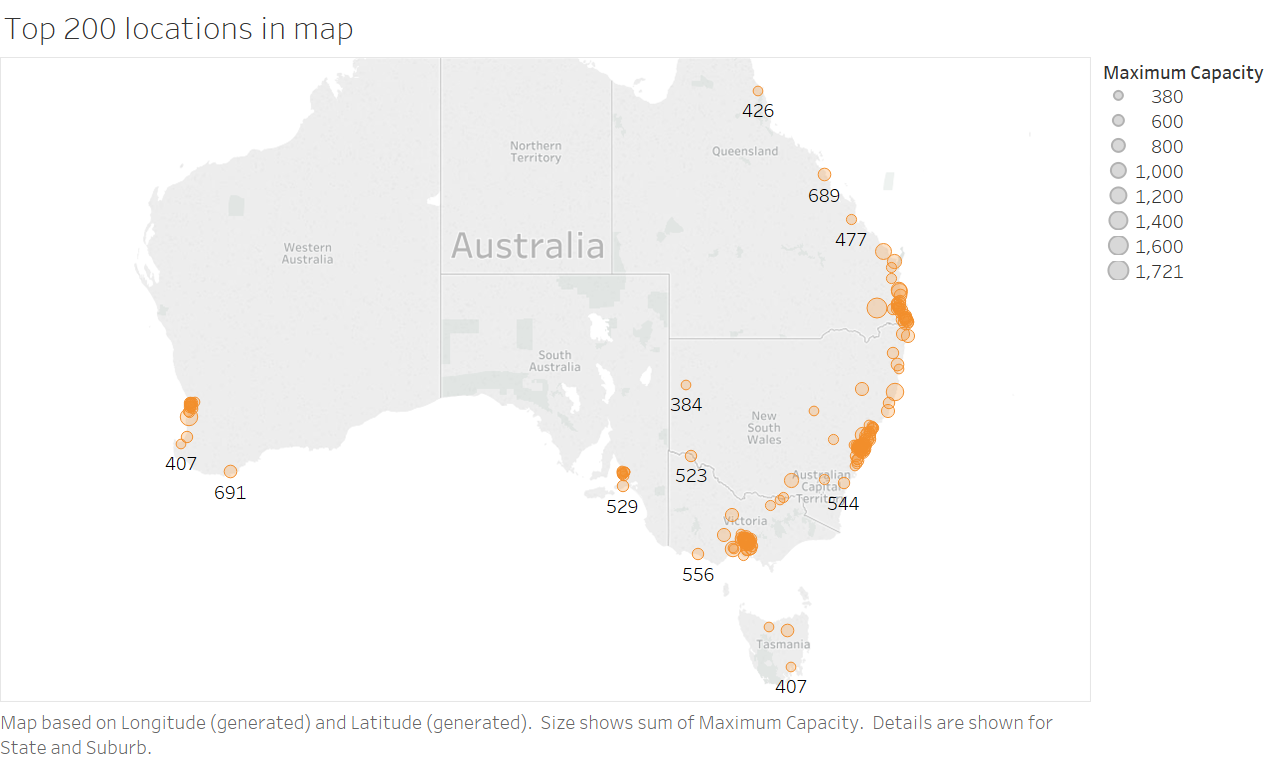 Top 200 locations in map
Maximum Capacity
380
600
800
1,000
1,200
1,400
1,600
1,721
426
Northern
Territory
Queensland
689
477
Western
Australia
Australia
South
Australia
384
New
South
Wales
407
691
523
529
Australian
Capital
Territory
544
Victoria
556
Tasmania
407
Map based on Longitude (generated) and Latitude (generated).  Size shows sum of Maximum Capacity.  Details are shown for
State and Suburb.